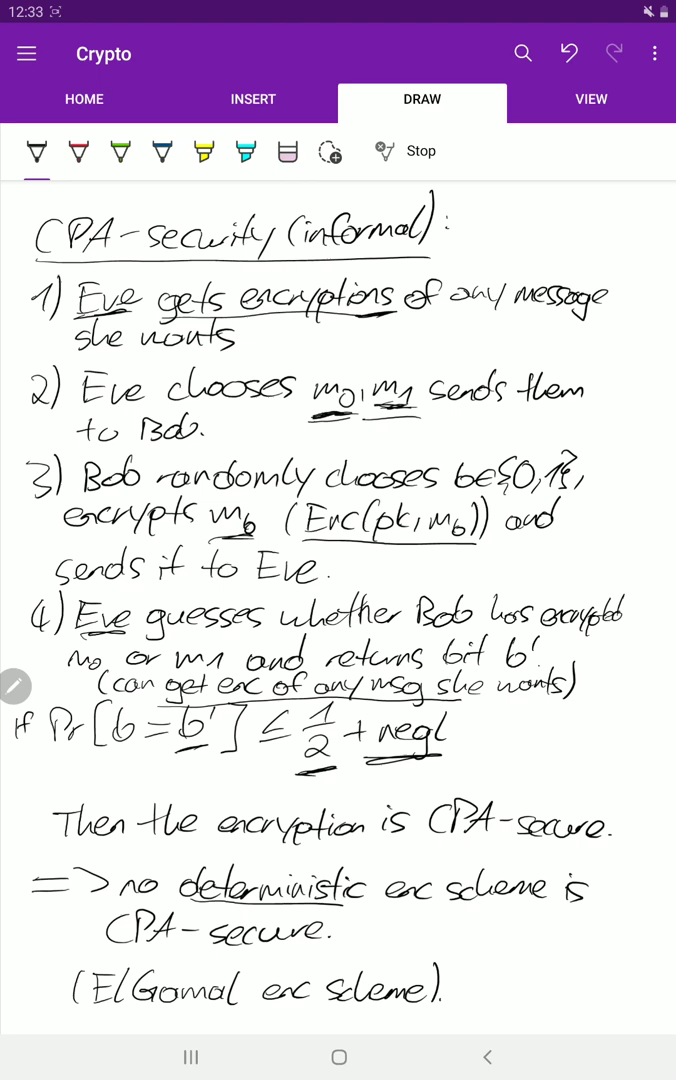 12:33
Crypto
HOME INSERT DRAW VIEW
Stop
CPA-security (informal):
1) Eve gets encryptions of any message
she wants
2) Eve chooses m0, m1 sends them
to Bob.
3) Bob randomly chooses b∈{0,1},
encrypts mb (Enc(pk, mb)) and
sends it to Eve.
4) Eve guesses whether Bob has encrypted
m0 or m1 and returns bit b'.
(can get enc of any msg she wants)
if Pr[b = b'] ≤ 1/2 + negl
Then the encryption is CPA-secure.
=> no deterministic enc scheme is
CPA-secure.
(ElGamal enc scheme).